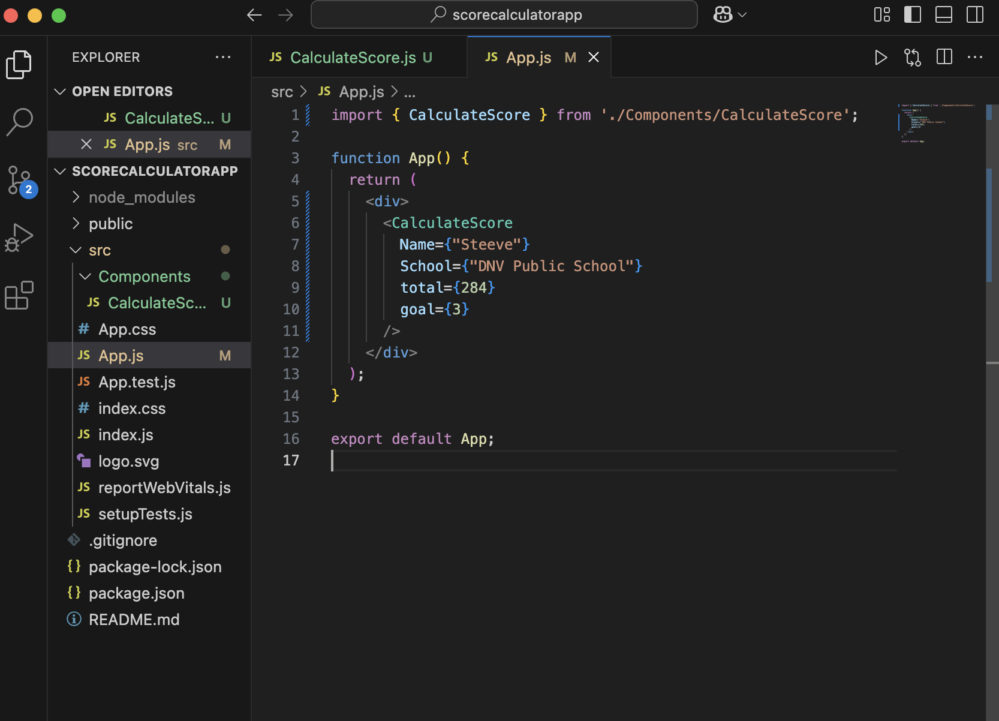 scorecalculatorapp
EXPLORER ...
JS CalculateScore.js U JS App.js M
OPEN EDITORS
JS CalculateS... U
JS App.js src M
SCORECALCULATORAPP
node_modules
public
src
Components
JS CalculateSc... U
# App.css
JS App.js M
JS App.test.js
# index.css
JS index.js
logo.svg
JS reportWebVitals.js
JS setupTests.js
.gitignore
{} package-lock.json
{} package.json
README.md
2
src > JS App.js > ...
1 import { CalculateScore } from './Components/CalculateScore';
2
3 function App() {
4 return (
5 <div>
6 <CalculateScore
7 Name={"Steeve"}
8 School={"DNV Public School"}
9 total={284}
10 goal={3}
11 />
12 </div>
13 );
14 }
15
16 export default App;
17